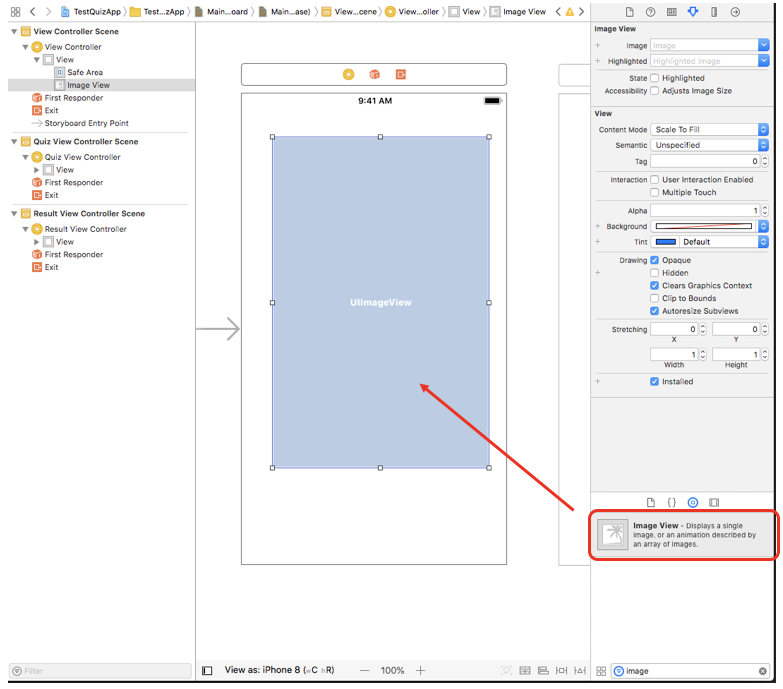 TestQuizApp
Test...zApp
Main...oard
Main...ase)
View...cene
View...oller
View
Image View
View Controller Scene
View Controller
View
Safe Area
Image View
First Responder
Exit
Storyboard Entry Point
Quiz View Controller Scene
Quiz View Controller
View
First Responder
Exit
Result View Controller Scene
Result View Controller
View
First Responder
Exit
Filter
9:41 AM
UIImageView
View as: iPhone 8 (wC hR)
100%
Image View
Image Image
Highlighted Highlighted Image
State Highlighted
Accessibility Adjusts Image Size
View
Content Mode Scale To Fill
Semantic Unspecified
Tag 0
Interaction User Interaction Enabled
Multiple Touch
Alpha 1
Background
Tint Default
Drawing Opaque
Hidden
Clears Graphics Context
Clip to Bounds
Autoresize Subviews
Stretching 0 0
X Y
1 1
Width Height
Installed
{ }
Image View - Displays a single
image, or an animation described by
an array of images.
image